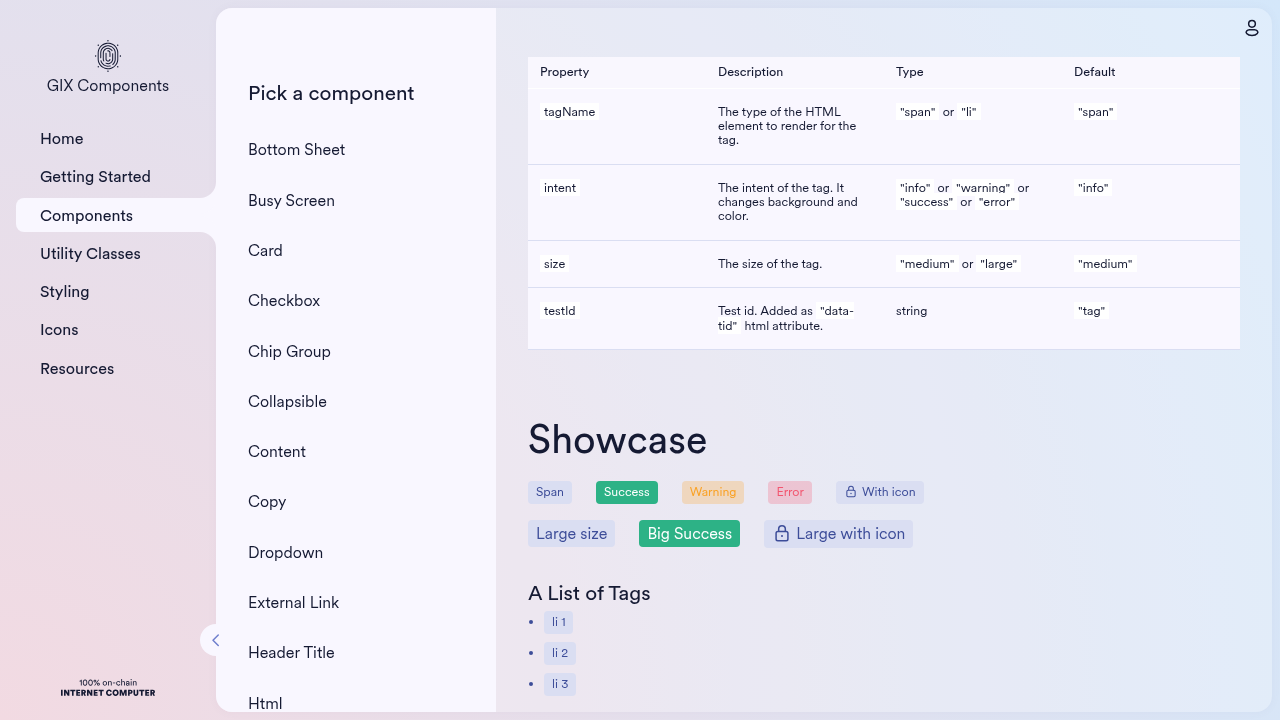 GIX Components
Home
Getting Started
Components
Utility Classes
Styling
Icons
Resources
100% on-chain
INTERNET COMPUTER
Pick a component
Bottom Sheet
Busy Screen
Card
Checkbox
Chip Group
Collapsible
Content
Copy
Dropdown
External Link
Header Title
Html
Property Description Type Default
tagName The type of the HTML "span" or "li" "span"
element to render for the
tag.
intent The intent of the tag. It "info" or "warning" or "info"
changes background and "success" or "error"
color.
size The size of the tag. "medium" or "large" "medium"
testId Test id. Added as "data- string "tag"
tid" html attribute.
Showcase
Span Success Warning Error With icon
Large size Big Success Large with icon
A List of Tags
• li 1
• li 2
• li 3